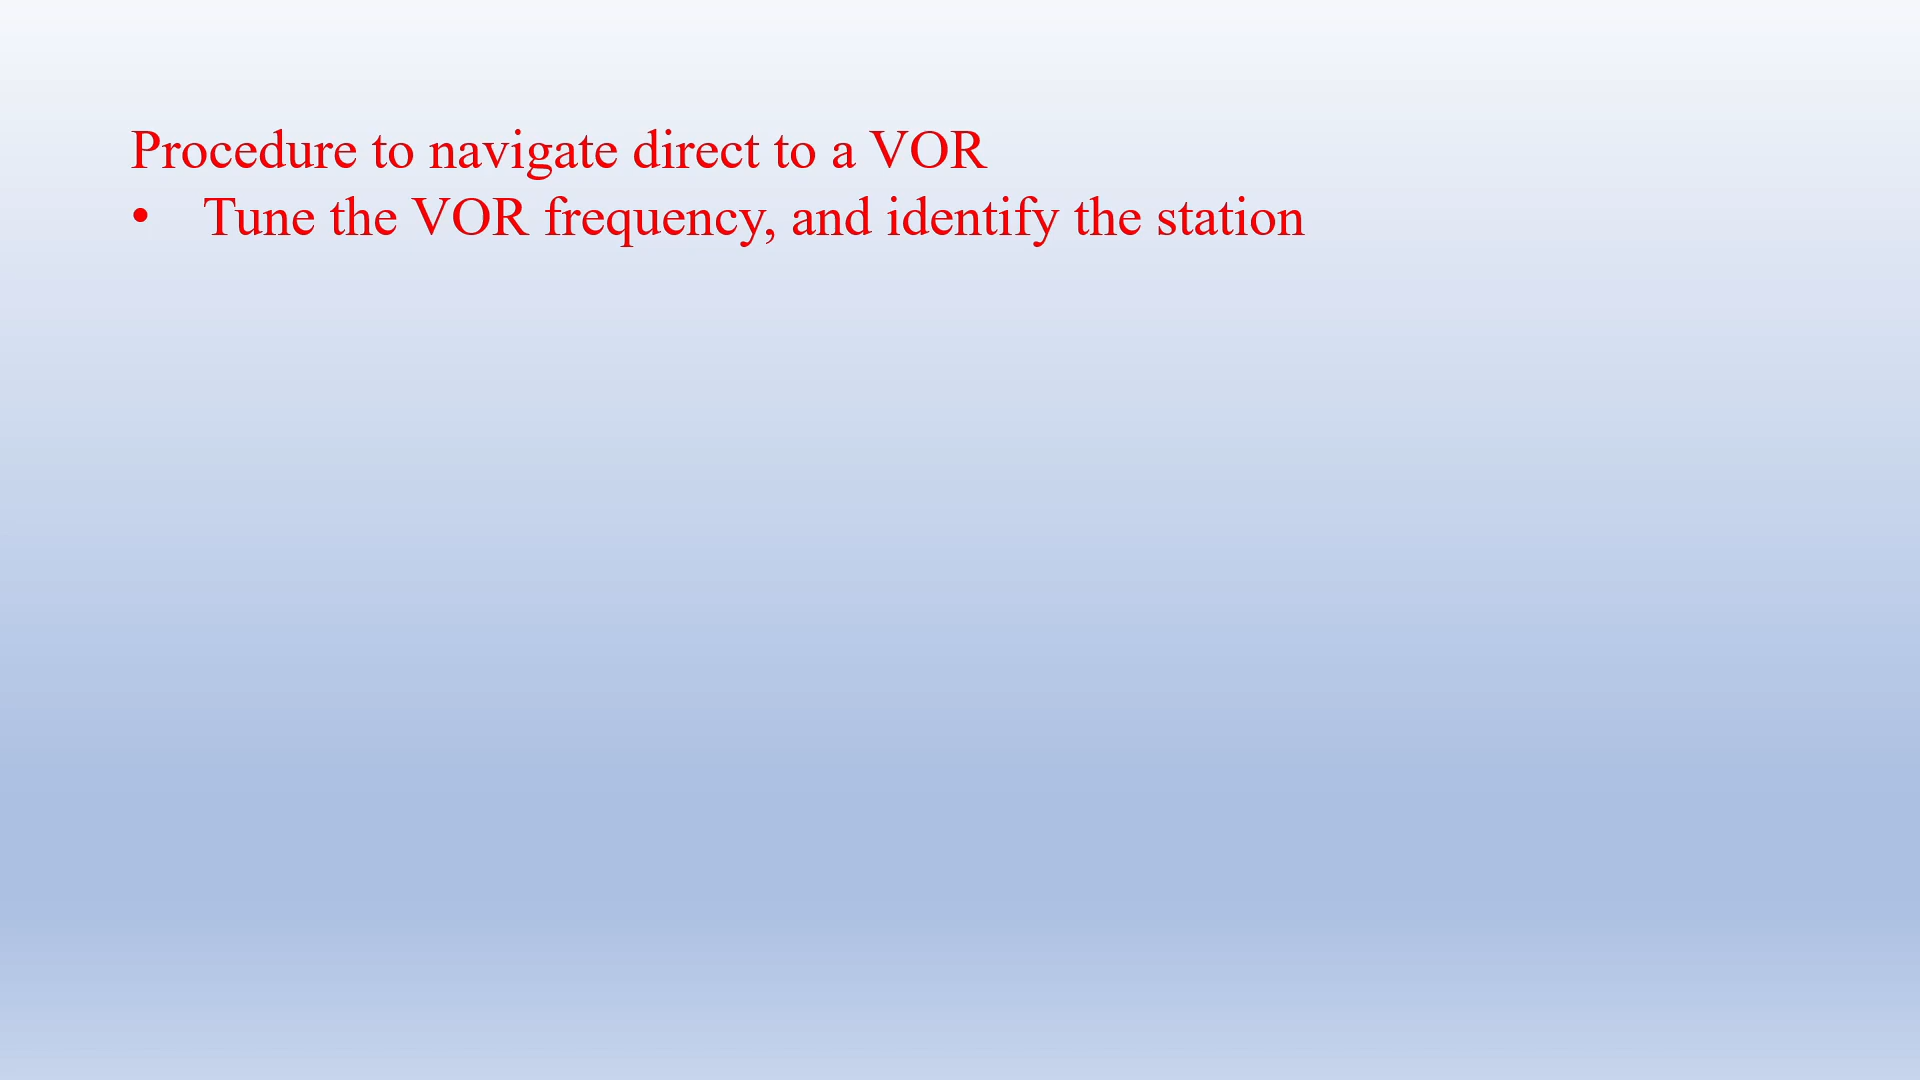 Procedure to navigate direct to a VOR
• Tune the VOR frequency, and identify the station